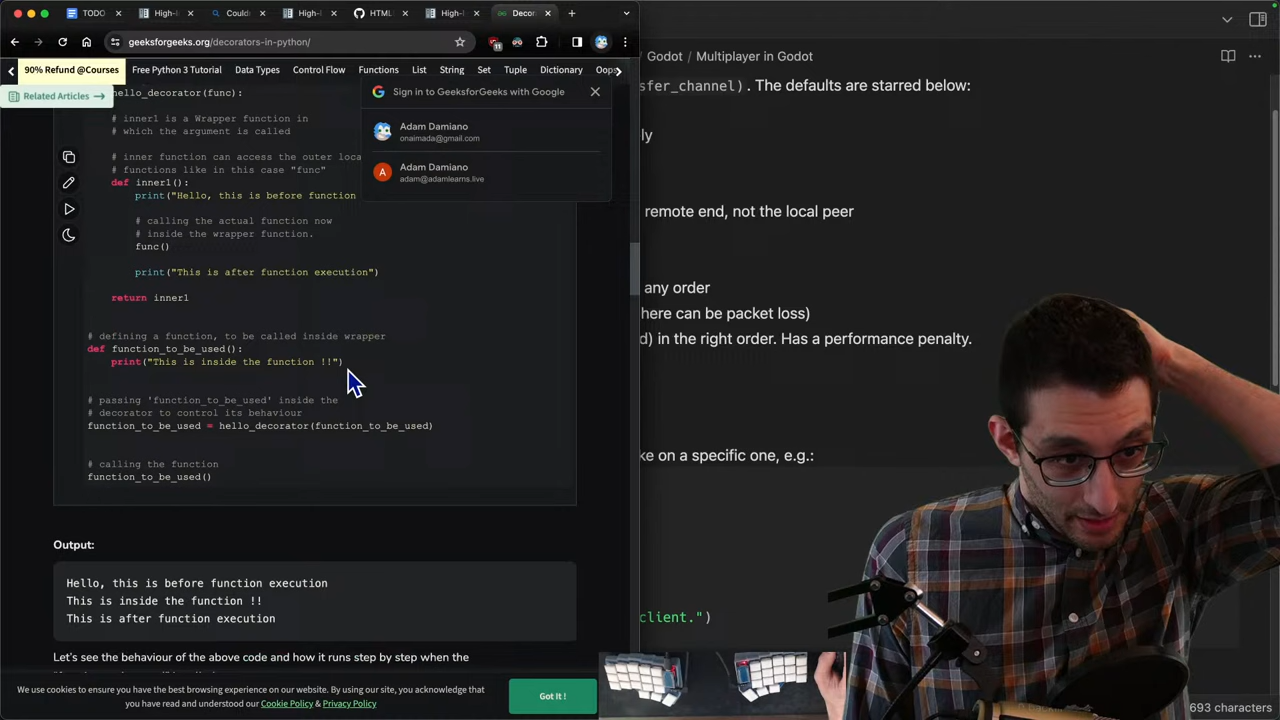 TODO
High-l
Could
High-l
HTML
High-l
Decor
geeksforgeeks.org/decorators-in-python/
11
90% Refund @Courses
Free Python 3 Tutorial
Data Types
Control Flow
Functions
List
String
Set
Tuple
Dictionary
Oops
Related Articles
Sign in to GeeksforGeeks with Google
Adam Damiano
onaimada@gmail.com
A
Adam Damiano
adam@adamlearns.live
hello_decorator(func):
# inner1 is a Wrapper function in
# which the argument is called
# inner function can access the outer loca
# functions like in this case "func"
def inner1():
print("Hello, this is before function
# calling the actual function now
# inside the wrapper function.
func()
print("This is after function execution")
return inner1
# defining a function, to be called inside wrapper
def function_to_be_used():
print("This is inside the function !!")
# passing 'function_to_be_used' inside the
# decorator to control its behaviour
function_to_be_used = hello_decorator(function_to_be_used)
# calling the function
function_to_be_used()
Output:
Hello, this is before function execution
This is inside the function !!
This is after function execution
Let's see the behaviour of the above code and how it runs step by step when the
We use cookies to ensure you have the best browsing experience on our website. By using our site, you acknowledge that
you have read and understood our Cookie Policy & Privacy Policy
Got It !
/ Godot / Multiplayer in Godot
sfer_channel). The defaults are starred below:
ly
remote end, not the local peer
any order
here can be packet loss)
d) in the right order. Has a performance penalty.
ke on a specific one, e.g.:
client.")
693 characters